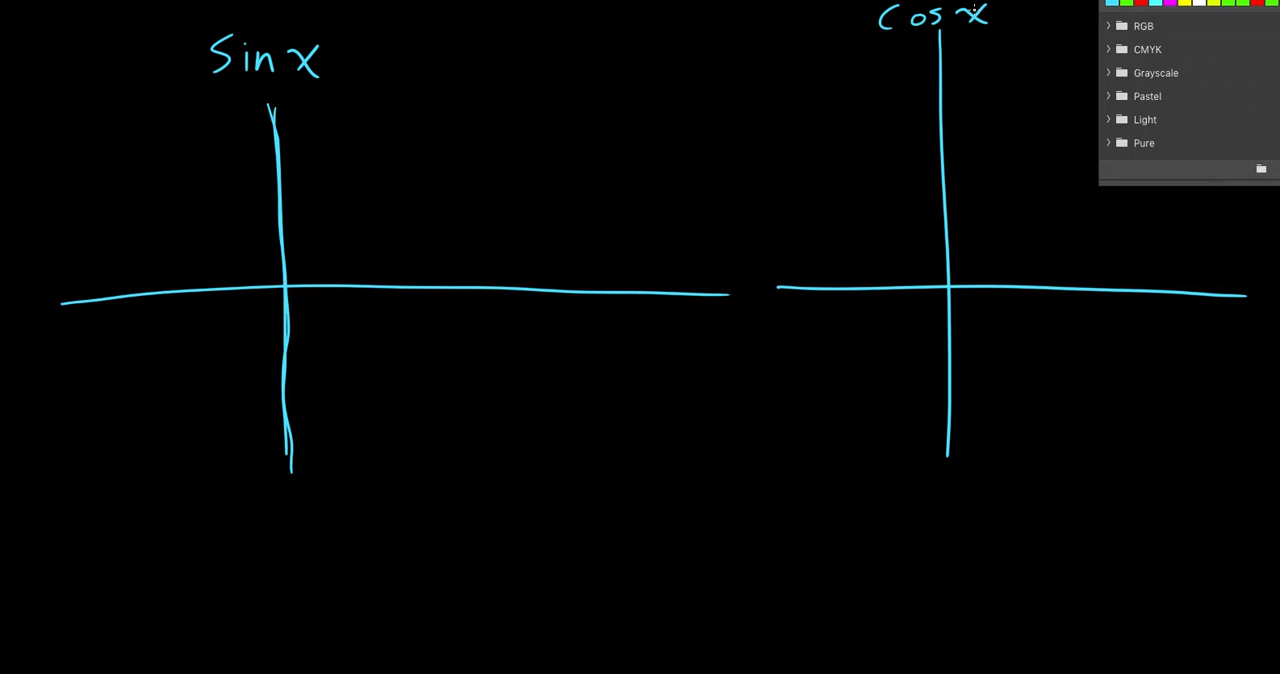 Sin x
Cos x
RGB
CMYK
Grayscale
Pastel
Light
Pure